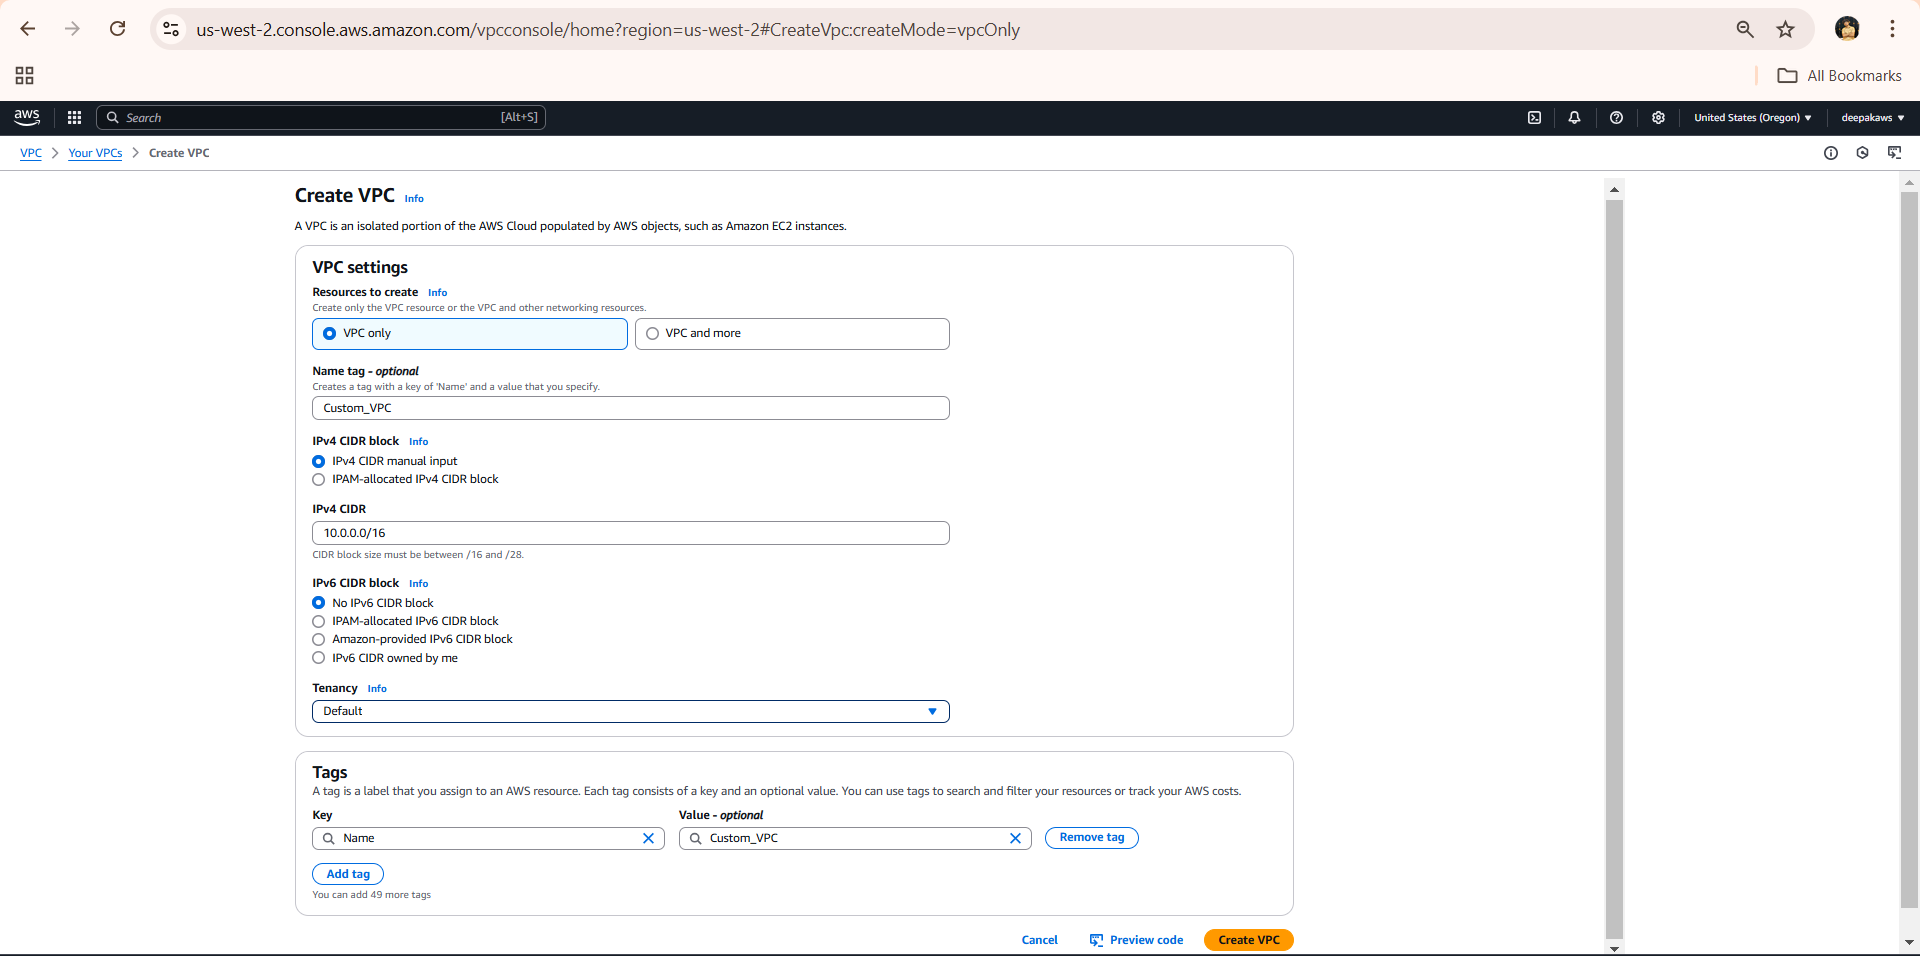 us-west-2.console.aws.amazon.com/vpcconsole/home?region=us-west-2#CreateVpc:createMode=vpcOnly
All Bookmarks
aws Search [Alt+S] United States (Oregon) deepakaws
VPC Your VPCs Create VPC
Create VPC Info
A VPC is an isolated portion of the AWS Cloud populated by AWS objects, such as Amazon EC2 instances.
VPC settings
Resources to create Info
Create only the VPC resource or the VPC and other networking resources.
VPC only VPC and more
Name tag - optional
Creates a tag with a key of 'Name' and a value that you specify.
Custom_VPC
IPv4 CIDR block Info
IPv4 CIDR manual input
IPAM-allocated IPv4 CIDR block
IPv4 CIDR
10.0.0.0/16
CIDR block size must be between /16 and /28.
IPv6 CIDR block Info
No IPv6 CIDR block
IPAM-allocated IPv6 CIDR block
Amazon-provided IPv6 CIDR block
IPv6 CIDR owned by me
Tenancy Info
Default
Tags
A tag is a label that you assign to an AWS resource. Each tag consists of a key and an optional value. You can use tags to search and filter your resources or track your AWS costs.
Key Value - optional
Name Custom_VPC Remove tag
Add tag
You can add 49 more tags
Cancel Preview code Create VPC